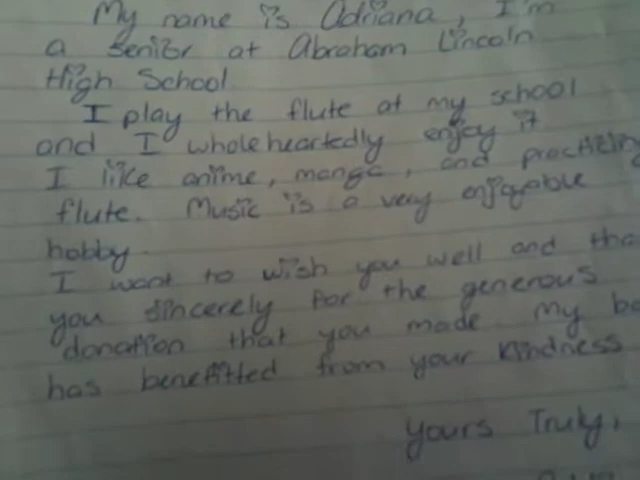 My name is Adriana, I'm
a senior at Abraham Lincoln
High School
I play the flute at my school
and I wholeheartedly enjoy it
I like anime, manga, and practicing
flute. Music is a very enjoyable
hobby.
I want to wish you well and tha
you sincerely for the generous
donation that you made. My ba
has benefitted from your kindness
yours Truly,